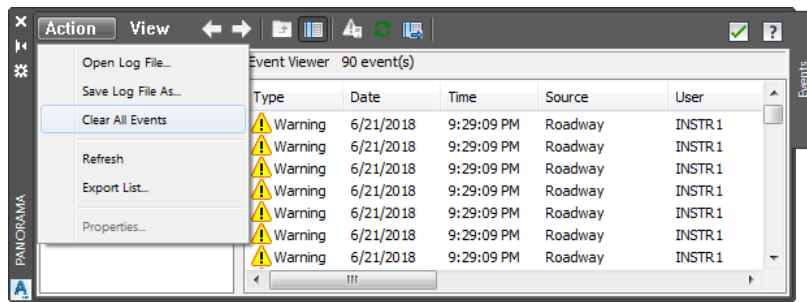 Action View
Open Log File...
Save Log File As...
Clear All Events
Refresh
Export List...
Properties...
Event Viewer 90 event(s)
Type Date Time Source User
Warning 6/21/2018 9:29:09 PM Roadway INSTR1
Warning 6/21/2018 9:29:09 PM Roadway INSTR1
Warning 6/21/2018 9:29:09 PM Roadway INSTR1
Warning 6/21/2018 9:29:09 PM Roadway INSTR1
Warning 6/21/2018 9:29:09 PM Roadway INSTR1
Warning 6/21/2018 9:29:09 PM Roadway INSTR1
Warning 6/21/2018 9:29:09 PM Roadway INSTR1
PANORAMA
Events